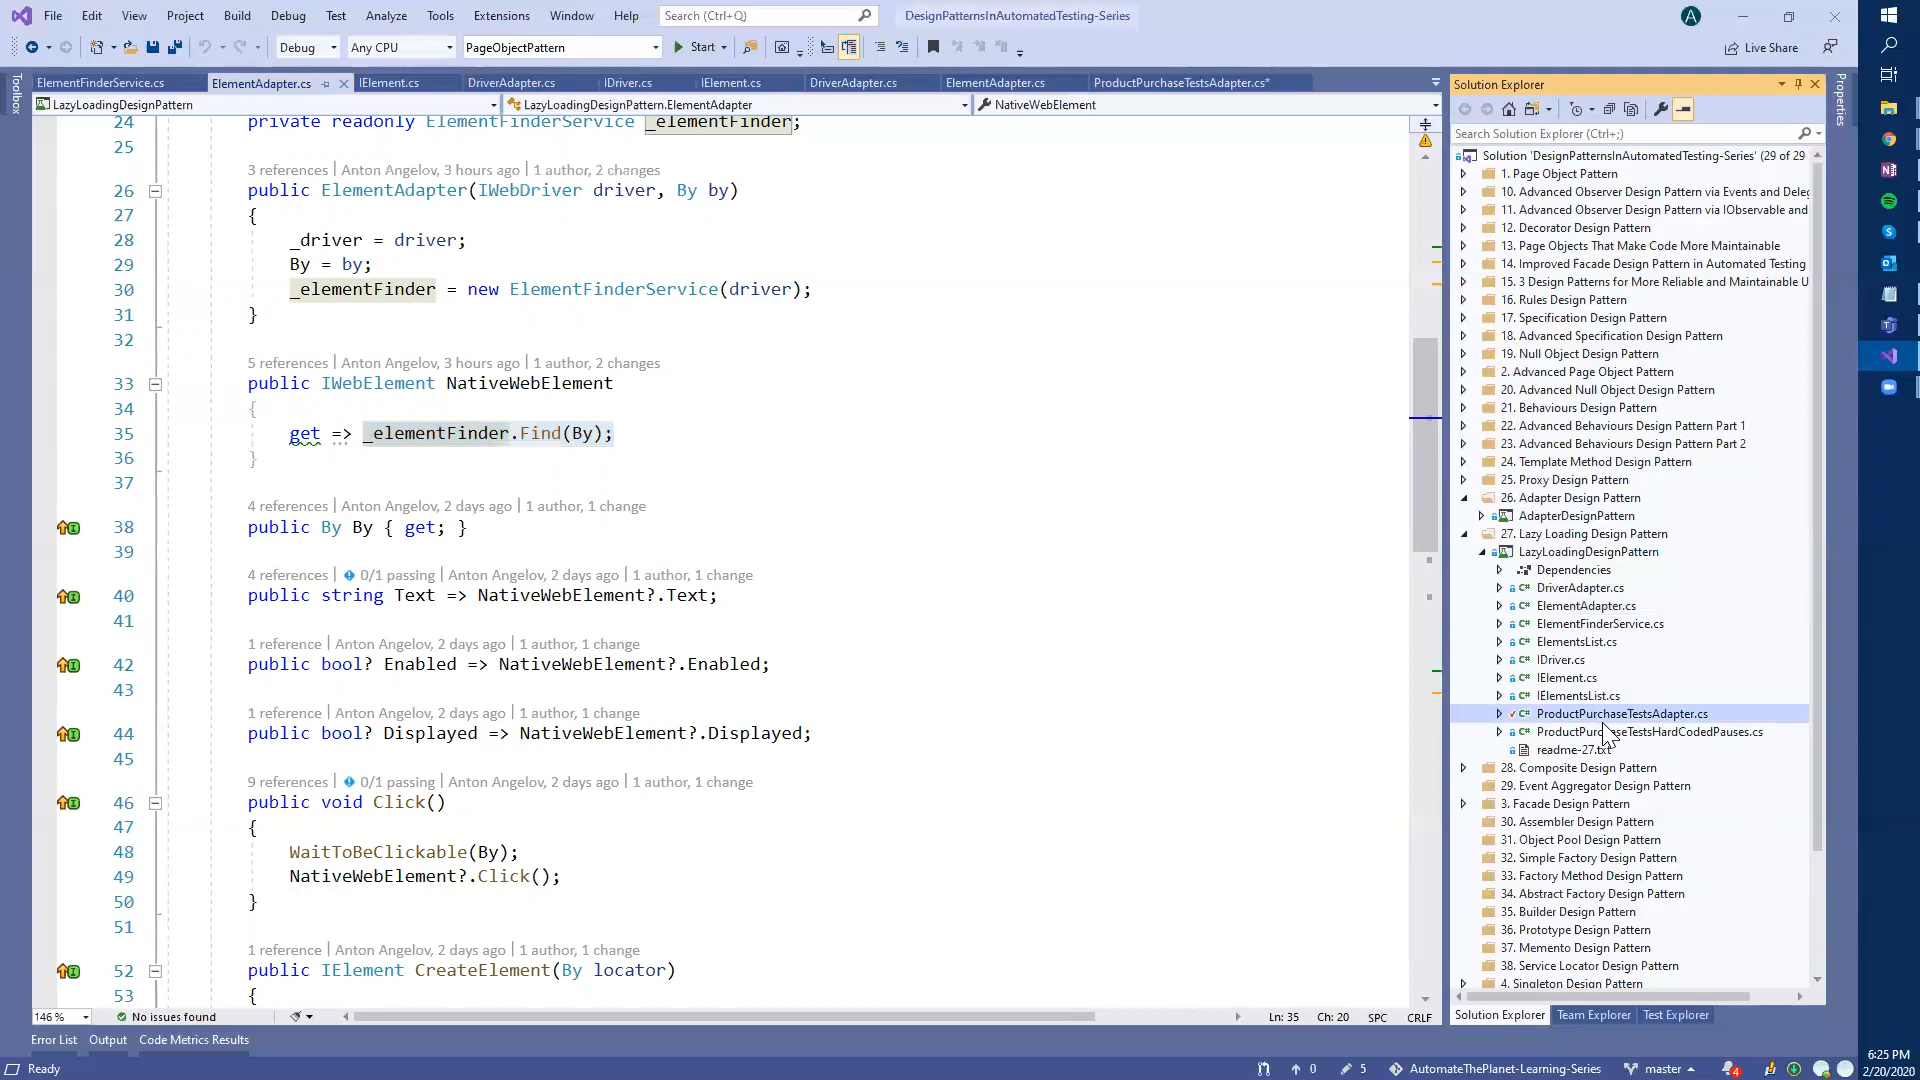 File Edit View Project Build Debug Test Analyze Tools Extensions Window Help Search (Ctrl+Q) DesignPatternsInAutomatedTesting-Series A
Debug Any CPU PageObjectPattern Start Live Share
Toolbox
ElementFinderService.cs ElementAdapter.cs IElement.cs DriverAdapter.cs IDriver.cs IElement.cs DriverAdapter.cs ElementAdapter.cs ProductPurchaseTestsAdapter.cs*
LazyLoadingDesignPattern LazyLoadingDesignPattern.ElementAdapter NativeWebElement
24 private readonly ElementFinderService _elementFinder;
25
3 references | Anton Angelov, 3 hours ago | 1 author, 2 changes
26 public ElementAdapter(IWebDriver driver, By by)
27 {
28 _driver = driver;
29 By = by;
30 _elementFinder = new ElementFinderService(driver);
31 }
32
5 references | Anton Angelov, 3 hours ago | 1 author, 2 changes
33 public IWebElement NativeWebElement
34 {
35 get => _elementFinder.Find(By);
36 }
37
4 references | Anton Angelov, 2 days ago | 1 author, 1 change
38 public By By { get; }
39
4 references | 0/1 passing | Anton Angelov, 2 days ago | 1 author, 1 change
40 public string Text => NativeWebElement?.Text;
41
1 reference | Anton Angelov, 2 days ago | 1 author, 1 change
42 public bool? Enabled => NativeWebElement?.Enabled;
43
1 reference | Anton Angelov, 2 days ago | 1 author, 1 change
44 public bool? Displayed => NativeWebElement?.Displayed;
45
9 references | 0/1 passing | Anton Angelov, 2 days ago | 1 author, 1 change
46 public void Click()
47 {
48 WaitToBeClickable(By);
49 NativeWebElement?.Click();
50 }
51
1 reference | Anton Angelov, 2 days ago | 1 author, 1 change
52 public IElement CreateElement(By locator)
53 {
146 % No issues found Ln: 35 Ch: 20 SPC CRLF
Error List Output Code Metrics Results
Solution Explorer
Search Solution Explorer (Ctrl+;)
Solution 'DesignPatternsInAutomatedTesting-Series' (29 of 29
1. Page Object Pattern
10. Advanced Observer Design Pattern via Events and Deleg
11. Advanced Observer Design Pattern via IObservable and
12. Decorator Design Pattern
13. Page Objects That Make Code More Maintainable
14. Improved Facade Design Pattern in Automated Testing
15. 3 Design Patterns for More Reliable and Maintainable U
16. Rules Design Pattern
17. Specification Design Pattern
18. Advanced Specification Design Pattern
19. Null Object Design Pattern
2. Advanced Page Object Pattern
20. Advanced Null Object Design Pattern
21. Behaviours Design Pattern
22. Advanced Behaviours Design Pattern Part 1
23. Advanced Behaviours Design Pattern Part 2
24. Template Method Design Pattern
25. Proxy Design Pattern
26. Adapter Design Pattern
AdapterDesignPattern
27. Lazy Loading Design Pattern
LazyLoadingDesignPattern
Dependencies
C# DriverAdapter.cs
C# ElementAdapter.cs
C# ElementFinderService.cs
C# ElementsList.cs
C# IDriver.cs
C# IElement.cs
C# IElementsList.cs
C# ProductPurchaseTestsAdapter.cs
C# ProductPurchaseTestsHardCodedPauses.cs
readme-27.txt
28. Composite Design Pattern
29. Event Aggregator Design Pattern
3. Facade Design Pattern
30. Assembler Design Pattern
31. Object Pool Design Pattern
32. Simple Factory Design Pattern
33. Factory Method Design Pattern
34. Abstract Factory Design Pattern
35. Builder Design Pattern
36. Prototype Design Pattern
37. Memento Design Pattern
38. Service Locator Design Pattern
4. Singleton Design Pattern
Solution Explorer Team Explorer Test Explorer
Properties
Ready 0 5 AutomateThePlanet-Learning-Series master 4
6:25 PM
2/20/2020